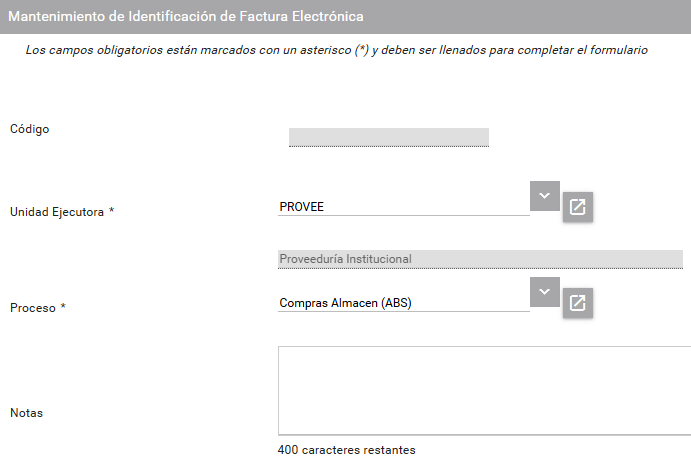 Mantenimiento de Identificación de Factura Electrónica
Los campos obligatorios están marcados con un asterisco (*) y deben ser llenados para completar el formulario
Código
Unidad Ejecutora *
PROVEE
Proveeduría Institucional
Proceso *
Compras Almacen (ABS)
Notas
400 caracteres restantes